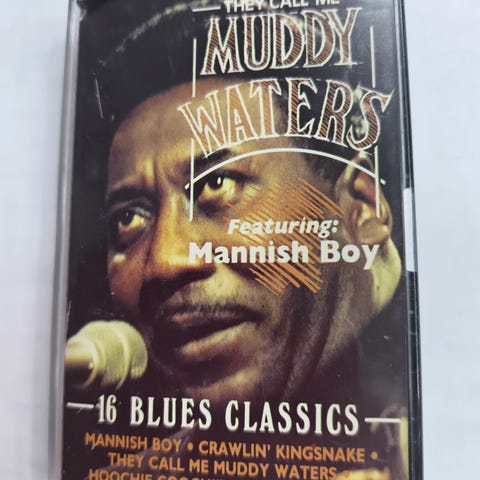 THEY CALL ME
MUDDY
WATERS
Featuring:
Mannish Boy
16 BLUES CLASSICS
MANNISH BOY • CRAWLIN' KINGSNAKE •
THEY CALL ME MUDDY WATERS •
HOOCHIE